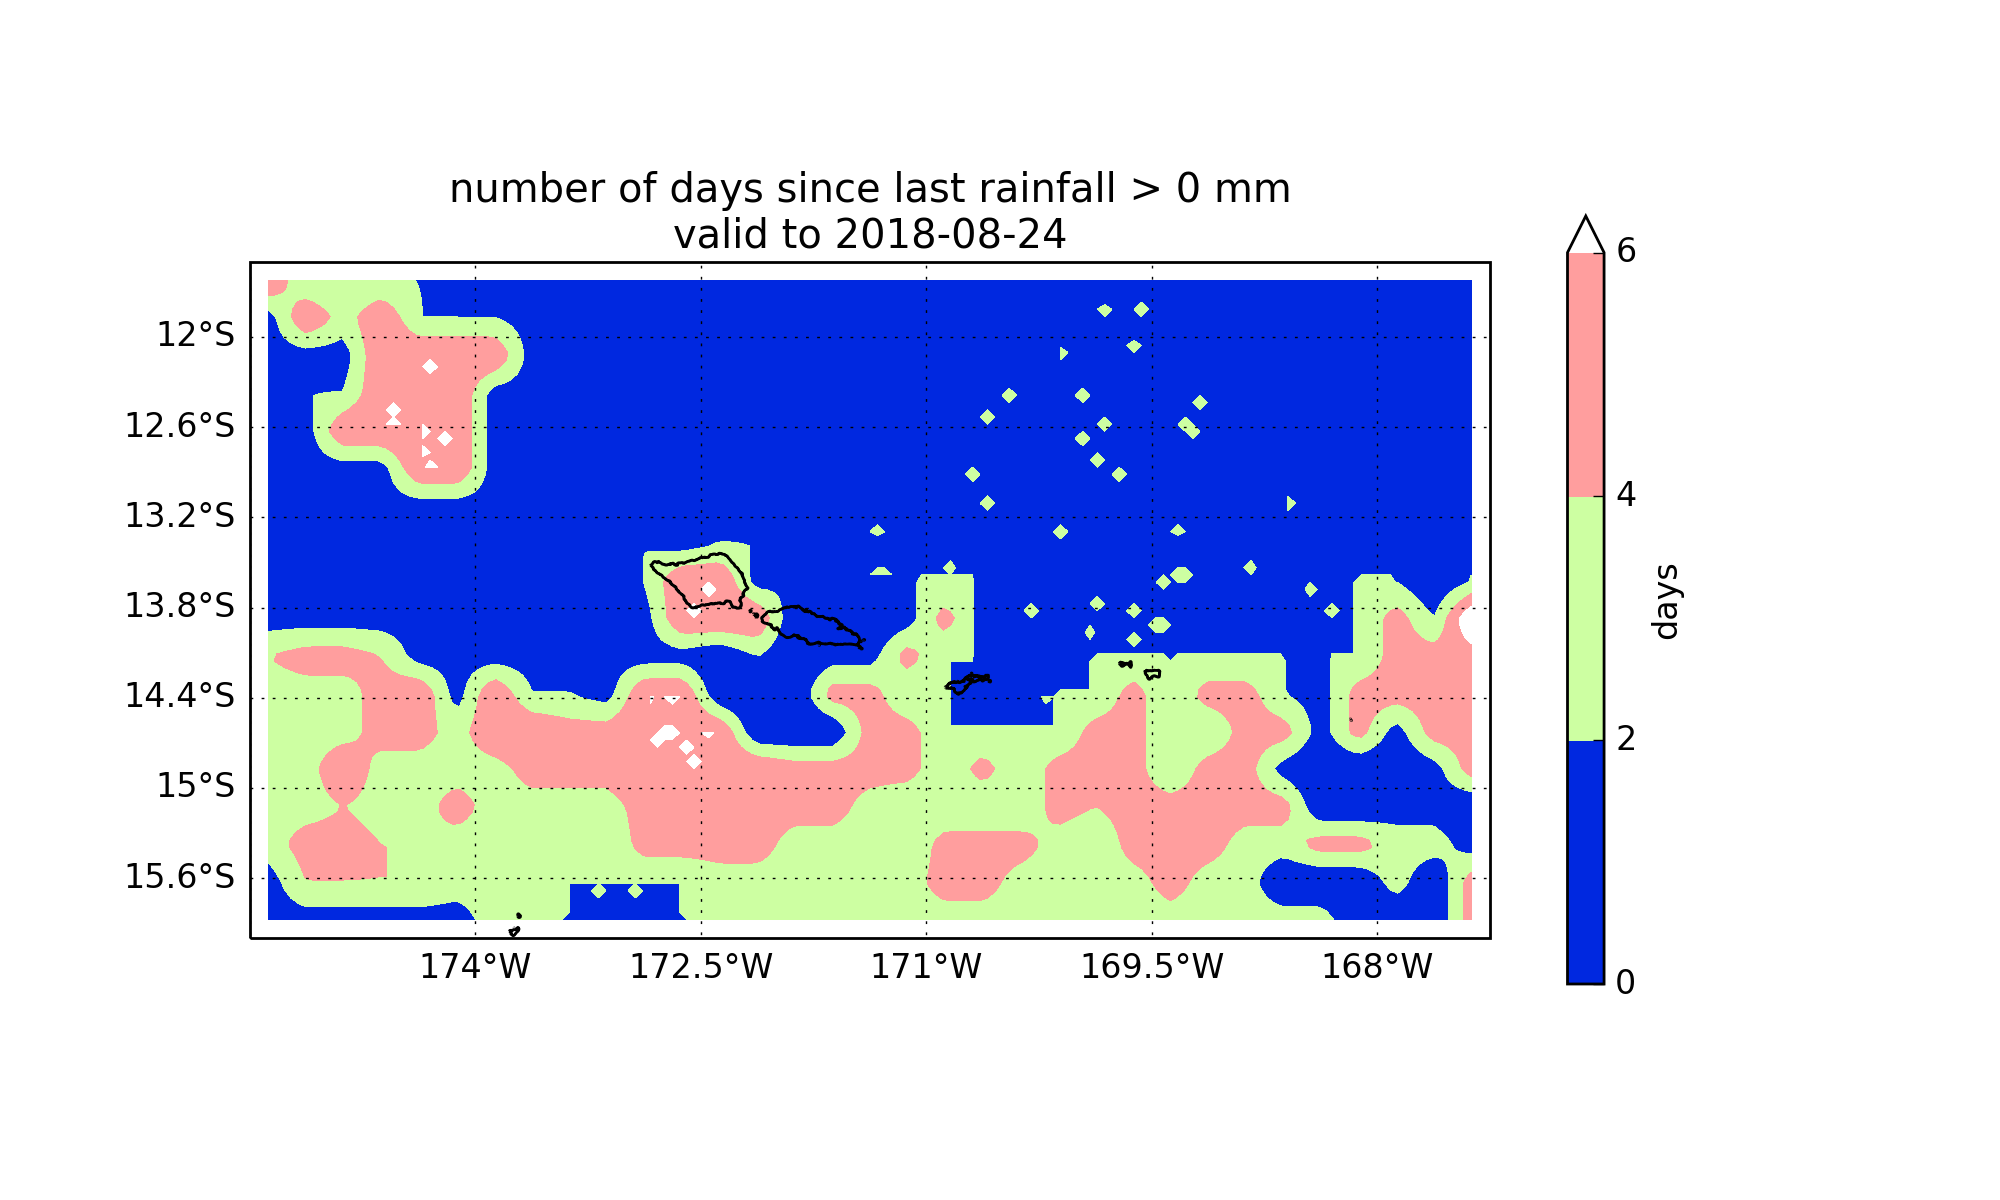 number of days since last rainfall > 0 mm
valid to 2018-08-24
12°S
12.6°S
13.2°S
13.8°S
14.4°S
15°S
15.6°S
174°W
172.5°W
171°W
169.5°W
168°W
6
4
2
0
days